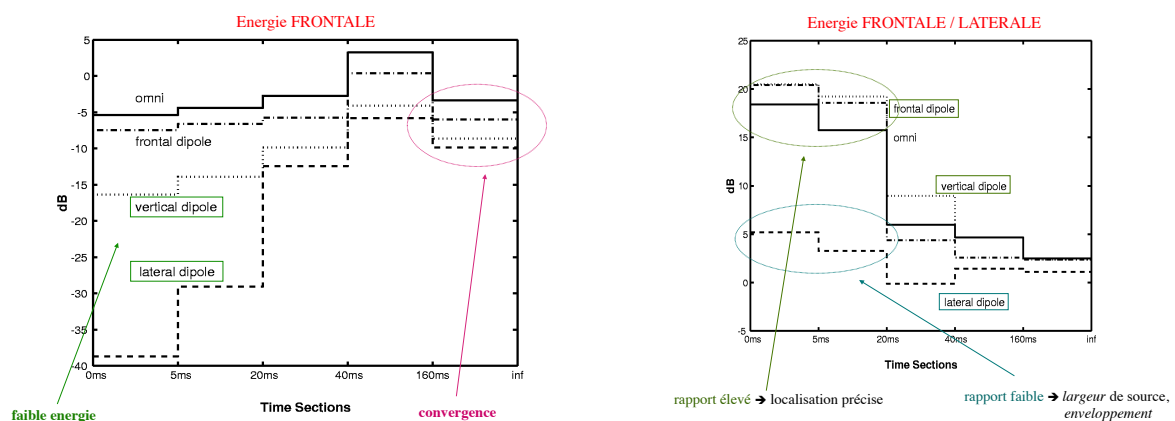 Energie FRONTALE
5
0
-5
-10
-15
-20
-25
-30
-35
-40
dB
omni
frontal dipole
vertical dipole
lateral dipole
0ms 5ms 20ms 40ms 160ms inf
Time Sections
faible energie
convergence
Energie FRONTALE / LATERALE
25
20
15
10
5
0
-5
dB
frontal dipole
omni
vertical dipole
lateral dipole
0ms 5ms 20ms 40ms 160ms inf
Time Sections
rapport élevé ➔ localisation précise
rapport faible ➔ largeur de source,
enveloppement